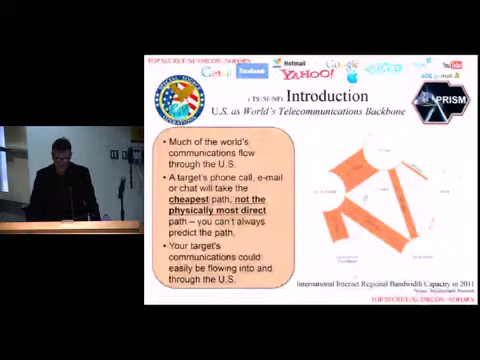 TOP SECRET//SI//ORCON//NOFORN
Gmail
facebook
Hotmail
YAHOO!
Google
skype
YouTube
AOL mail
SPECIAL SOURCE
OPERATIONS
(TS//SI//NF) Introduction
U.S. as World's Telecommunications Backbone
PRISM
• Much of the world's
communications flow
through the U.S.
• A target's phone call, e-mail
or chat will take the
cheapest path, not the
physically most direct
path – you can't always
predict the path.
• Your target's
communications could
easily be flowing into and
through the U.S.
International Internet Regional Bandwidth Capacity in 2011
TOP SECRET//SI//ORCON//NOFORN